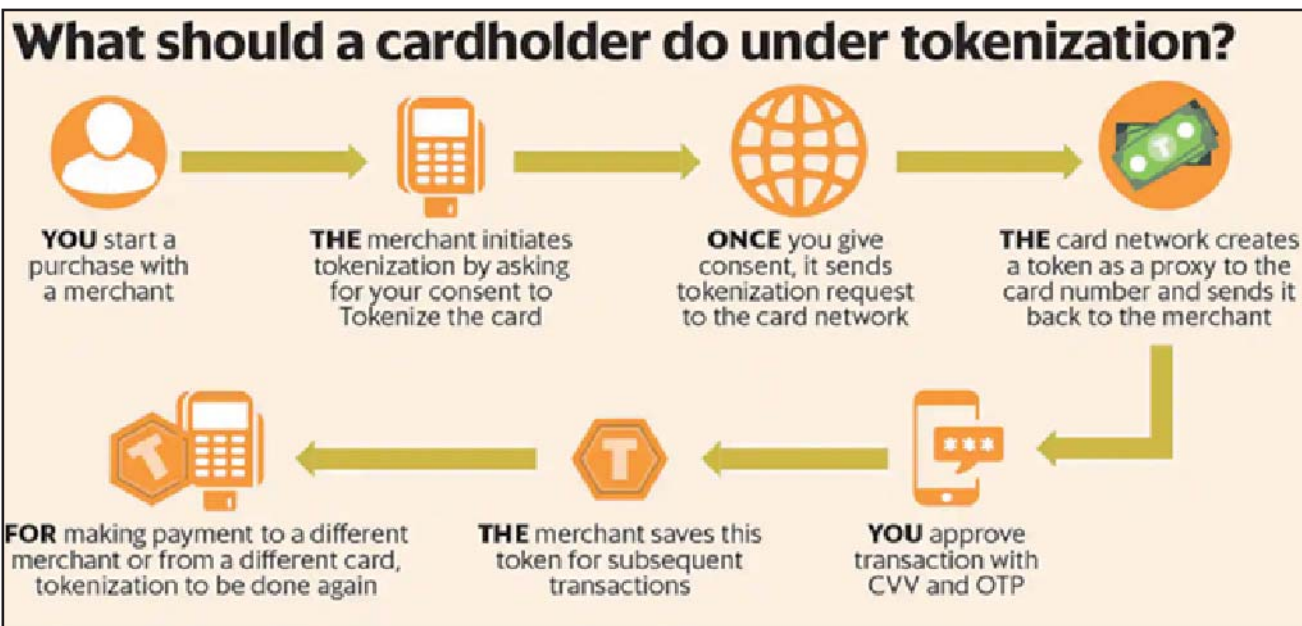 What should a cardholder do under tokenization?
YOU start a
purchase with
a merchant
THE merchant initiates
tokenization by asking
for your consent to
Tokenize the card
ONCE you give
consent, it sends
tokenization request
to the card network
T
THE card network creates
a token as a proxy to the
card number and sends it
back to the merchant
***
YOU approve
transaction with
CVV and OTP
T
THE merchant saves this
token for subsequent
transactions
T
FOR making payment to a different
merchant or from a different card,
tokenization to be done again